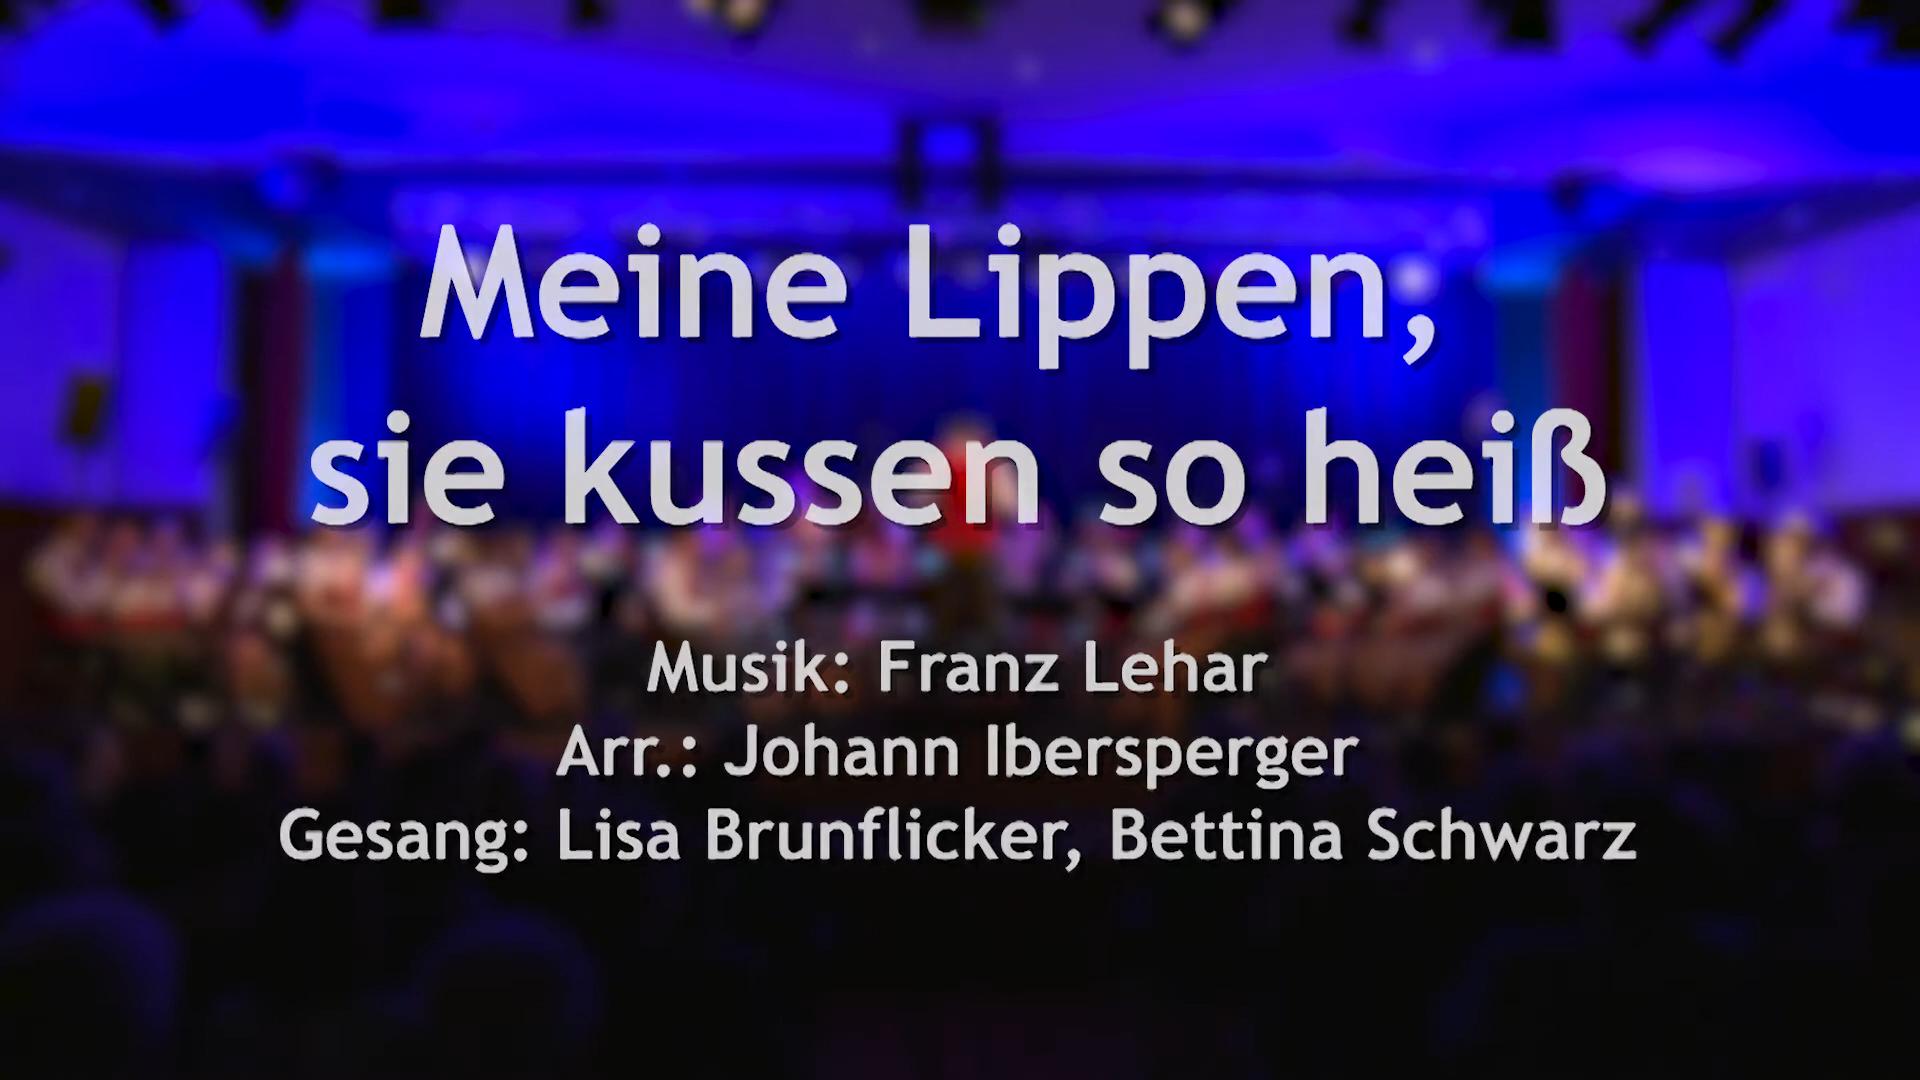 Meine Lippen,
sie kussen so heiß
Musik: Franz Lehar
Arr.: Johann Ibersperger
Gesang: Lisa Brunflicker, Bettina Schwarz